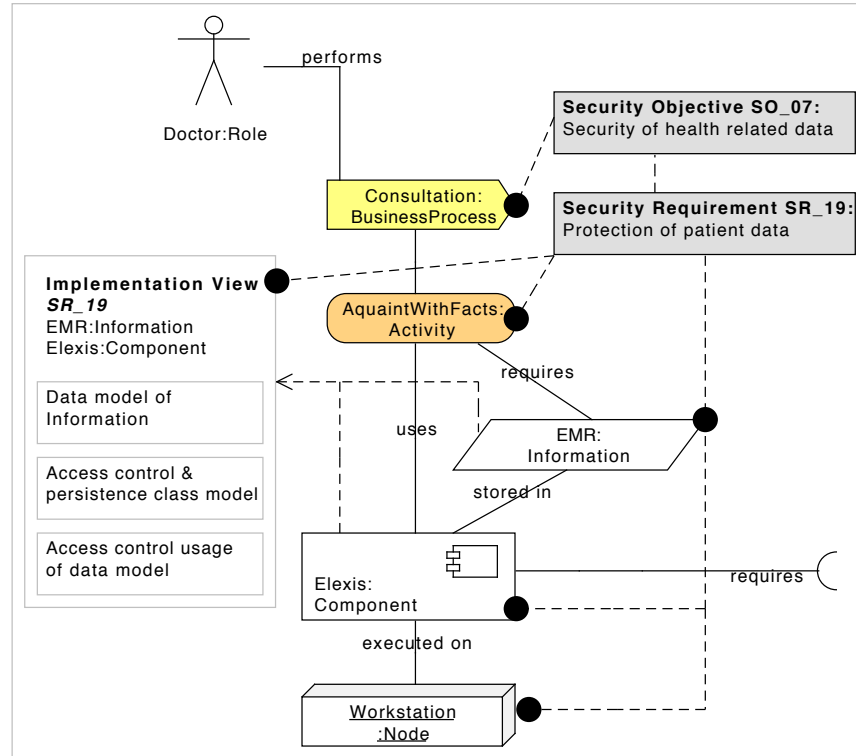 performs
Doctor:Role
Security Objective SO_07:
Security of health related data
Consultation:
BusinessProcess
Security Requirement SR_19:
Protection of patient data
Implementation View
SR_19
EMR:Information
Elexis:Component
AquaintWithFacts:
Activity
requires
Data model of
Information
uses
EMR:
Information
Access control &
persistence class model
stored in
Access control usage
of data model
Elexis:
Component
requires
executed on
Workstation
:Node